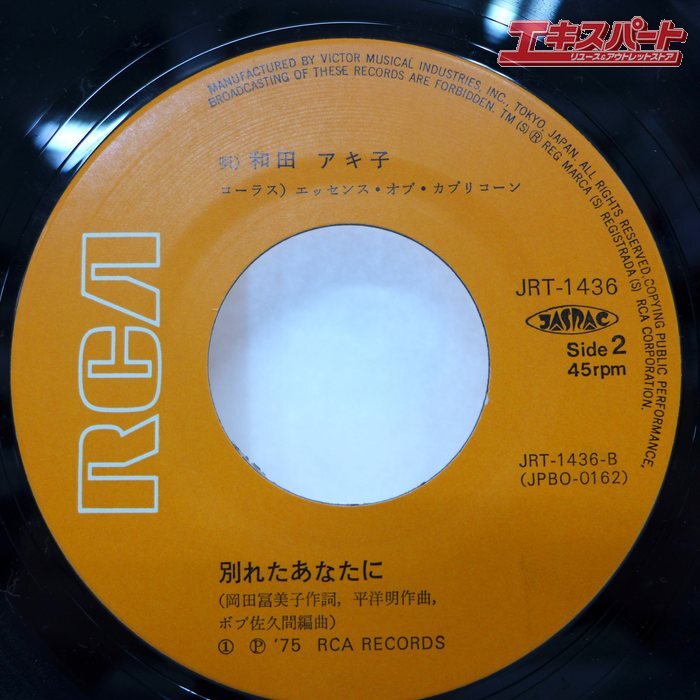 エキスパート
リユース&アウトレットストア
MANUFACTURED BY VICTOR MUSICAL INDUSTRIES, INC., TOKYO, JAPAN. ALL RIGHTS RESERVED, COPYING PUBLIC PERFORMANCE,
BROADCASTING OF THESE RECORDS ARE FORBIDDEN. TM (S) ® REG MARCA (S) REGISTRADA (S) RCA CORPORATION.
唄) 和田 アキ子
コーラス) エッセンス・オブ・カプリコーン
RCA
JRT-1436
JASRAC
Side 2
45rpm
JRT-1436-B
(JPBO-0162)
別れたあなたに
(岡田冨美子作詞, 平洋明作曲,
ボブ佐久間編曲)
① Ⓟ '75 RCA RECORDS